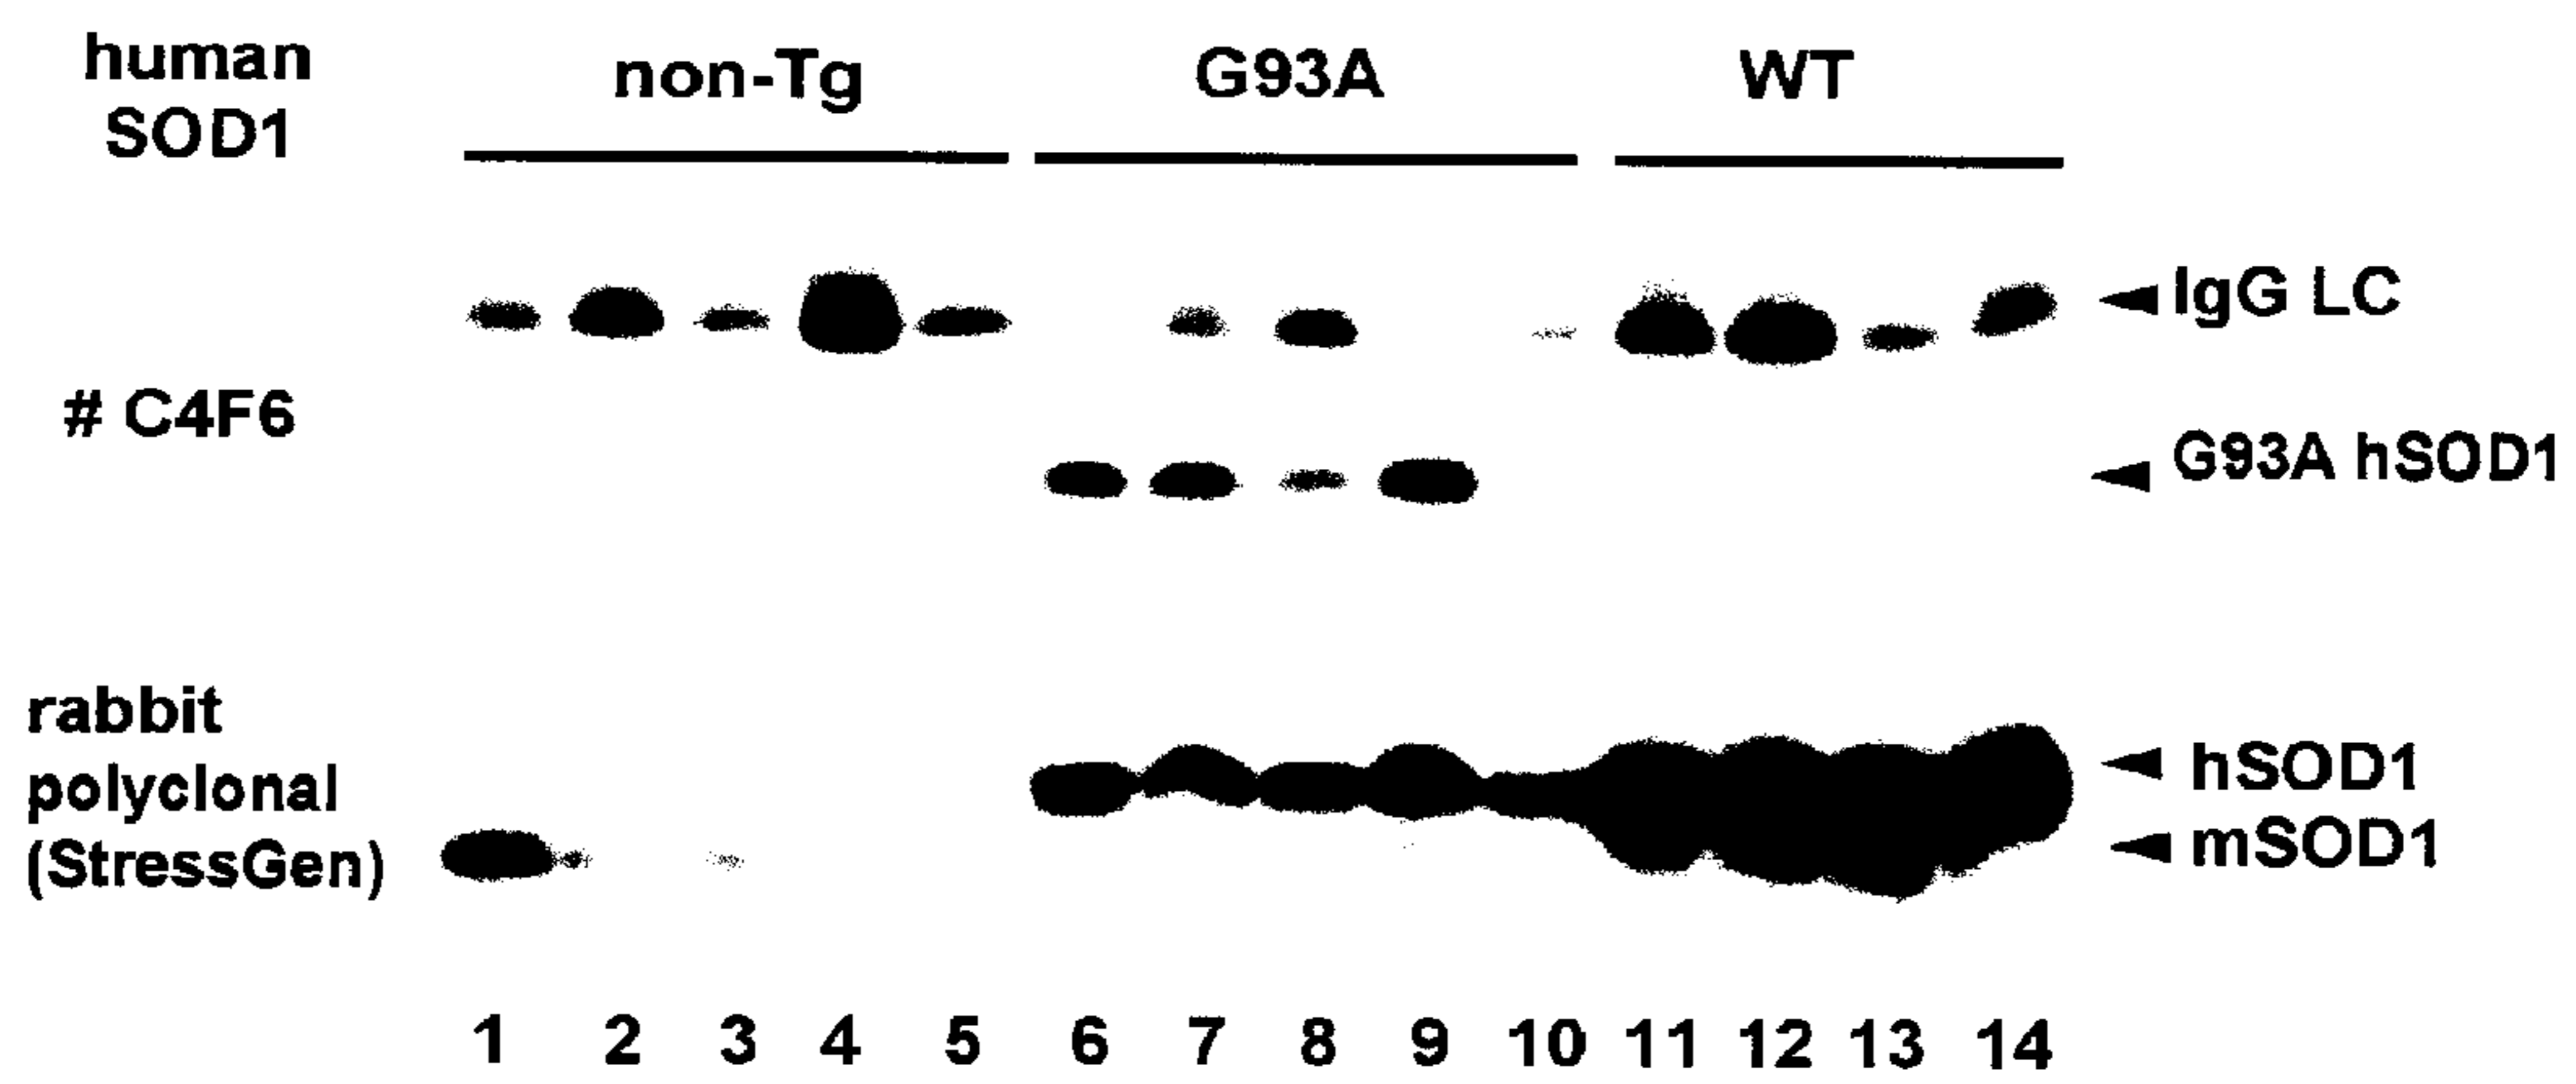 human
SOD1
non-Tg
G93A
WT
IgG LC
# C4F6
G93A hSOD1
rabbit
polyclonal
(StressGen)
hSOD1
mSOD1
1 2 3 4 5 6 7 8 9 10 11 12 13 14